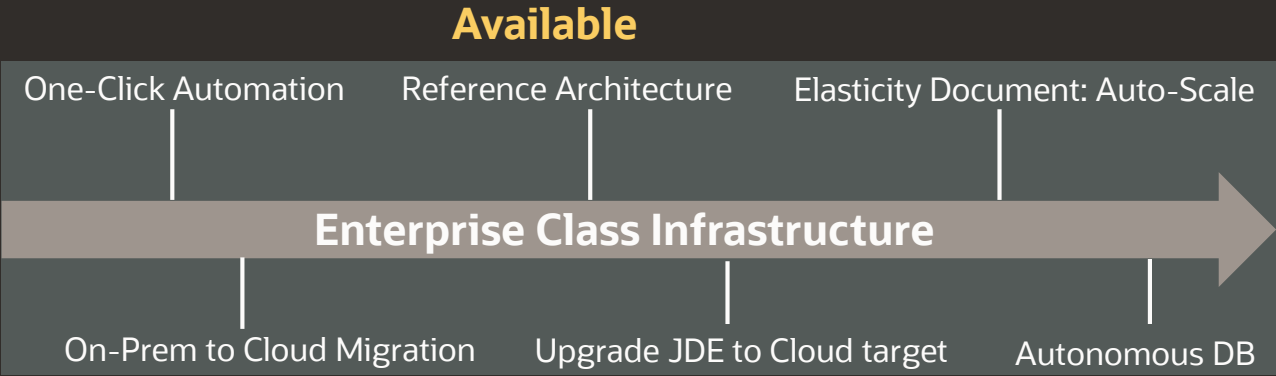 Available
One-Click Automation
Reference Architecture
Elasticity Document: Auto-Scale
Enterprise Class Infrastructure
On-Prem to Cloud Migration
Upgrade JDE to Cloud target
Autonomous DB